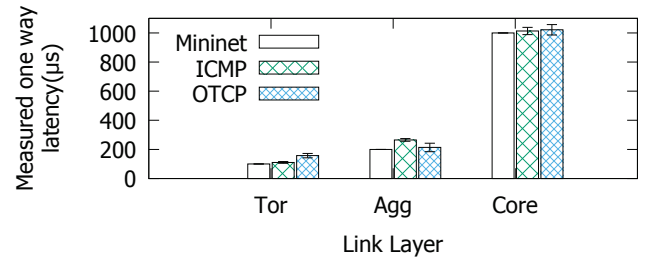 Measured one way
latency(µs)
1000
800
600
400
200
0
Mininet
ICMP
OTCP
Tor Agg Core
Link Layer